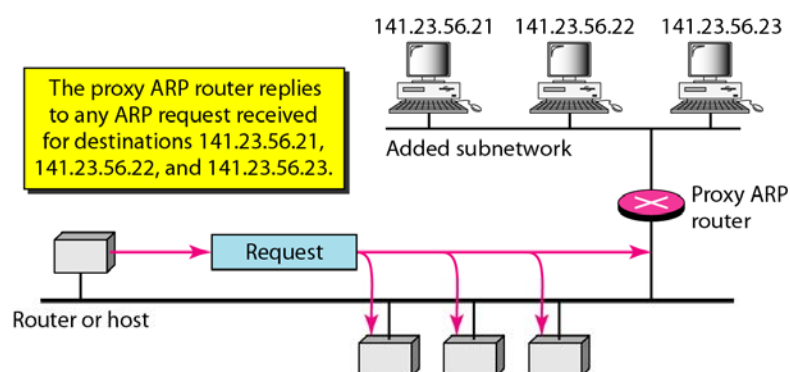 141.23.56.21 141.23.56.22 141.23.56.23
The proxy ARP router replies
to any ARP request received
for destinations 141.23.56.21,
141.23.56.22, and 141.23.56.23.
Added subnetwork
Proxy ARP
router
Request
Router or host